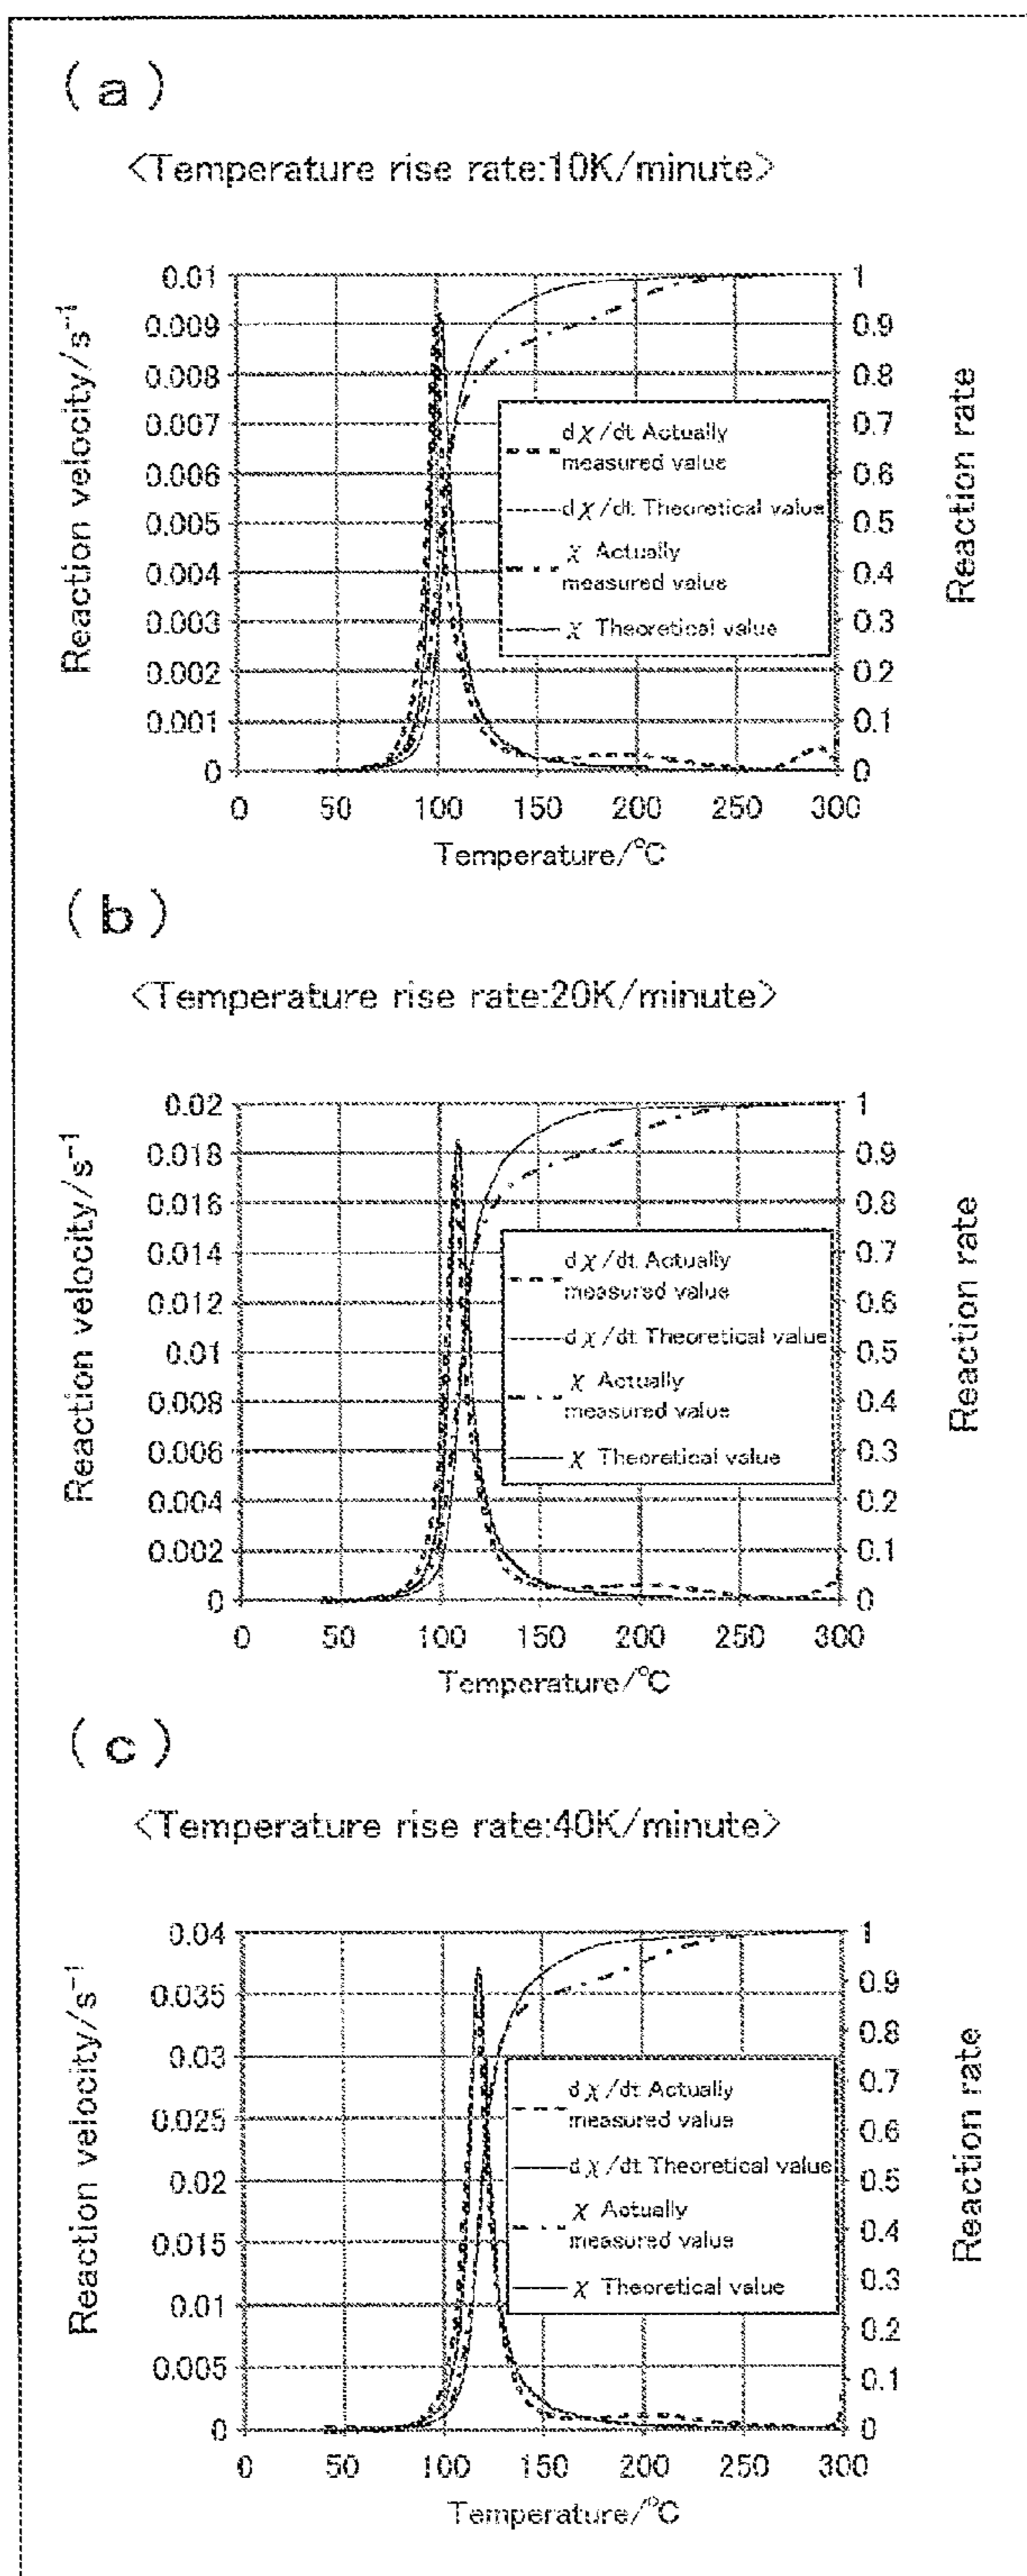 (a)
<Temperature rise rate:10K/minute>
Reaction velocity/s⁻¹
0.01
0.009
0.008
0.007
0.006
0.005
0.004
0.003
0.002
0.001
0
1
0.9
0.8
0.7
0.6
0.5
0.4
0.3
0.2
0.1
0
Reaction rate
dχ/dt Actually
measured value
dχ/dt Theoretical value
χ Actually
measured value
χ Theoretical value
0 50 100 150 200 250 300
Temperature/°C
(b)
<Temperature rise rate:20K/minute>
Reaction velocity/s⁻¹
0.02
0.018
0.016
0.014
0.012
0.01
0.008
0.006
0.004
0.002
0
1
0.9
0.8
0.7
0.6
0.5
0.4
0.3
0.2
0.1
0
Reaction rate
dχ/dt Actually
measured value
dχ/dt Theoretical value
χ Actually
measured value
χ Theoretical value
0 50 100 150 200 250 300
Temperature/°C
(c)
<Temperature rise rate:40K/minute>
Reaction velocity/s⁻¹
0.04
0.035
0.03
0.025
0.02
0.015
0.01
0.005
0
1
0.9
0.8
0.7
0.6
0.5
0.4
0.3
0.2
0.1
0
Reaction rate
dχ/dt Actually
measured value
dχ/dt Theoretical value
χ Actually
measured value
χ Theoretical value
0 50 100 150 200 250 300
Temperature/°C